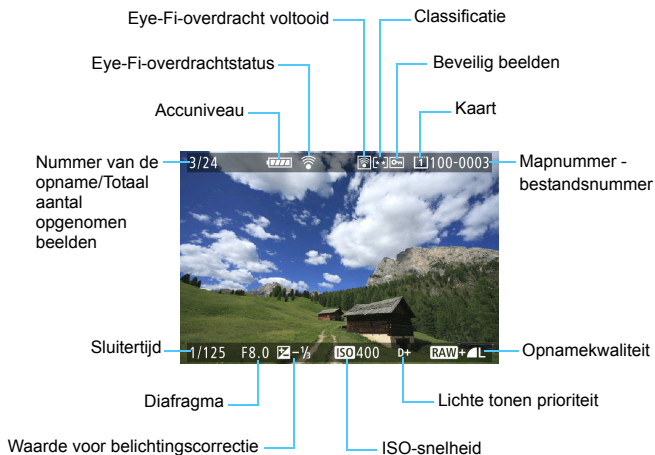 Eye-Fi-overdracht voltooid
Classificatie
Eye-Fi-overdrachtstatus
Beveilig beelden
Accuniveau
Kaart
Nummer van de
opname/Totaal
aantal
opgenomen
beelden
3/24
1 100-0003
Mapnummer -
bestandsnummer
Sluitertijd
1/125 F8.0 -1/3 ISO 400 D+ RAW+L
Opnamekwaliteit
Diafragma
Lichte tonen prioriteit
Waarde voor belichtingscorrectie
ISO-snelheid